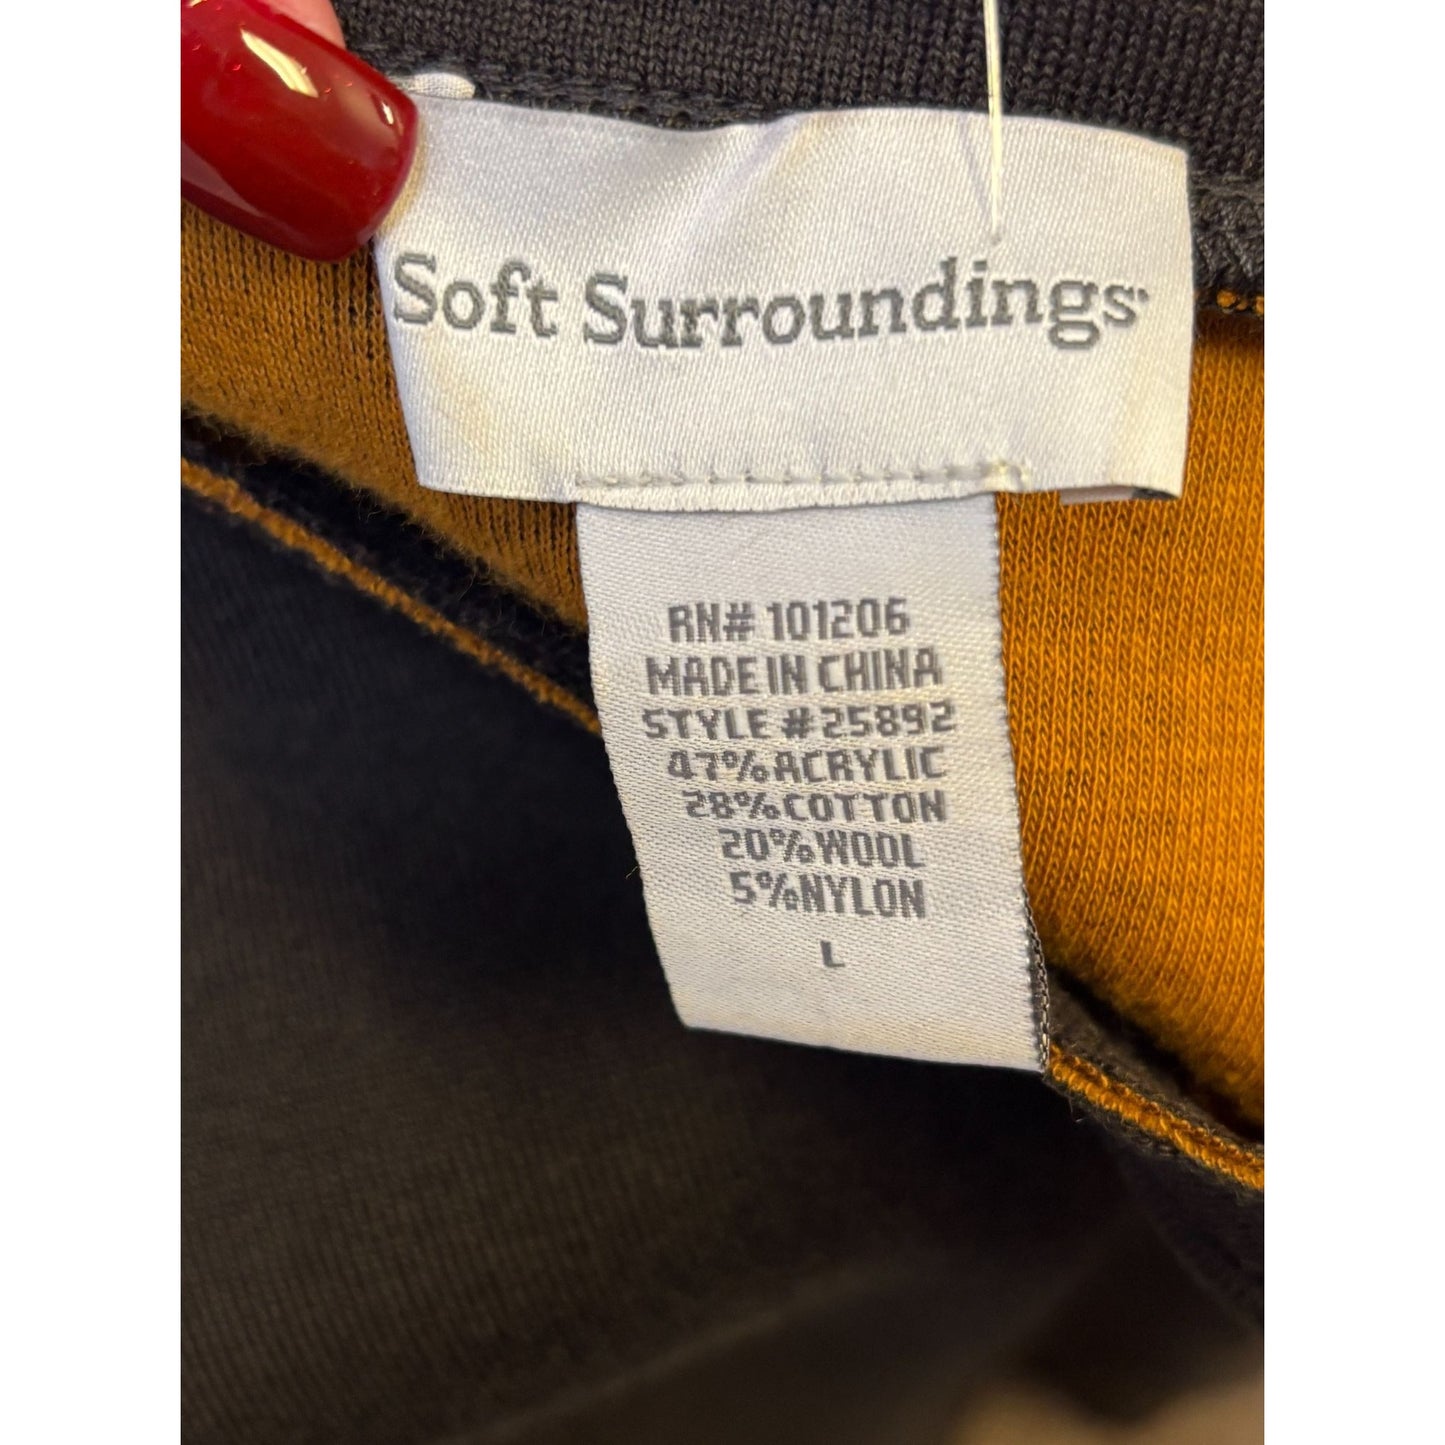 Soft Surroundings
RN# 101206
MADE IN CHINA
STYLE #25892
47%ACRYLIC
28%COTTON
20%WOOL
5%NYLON
L